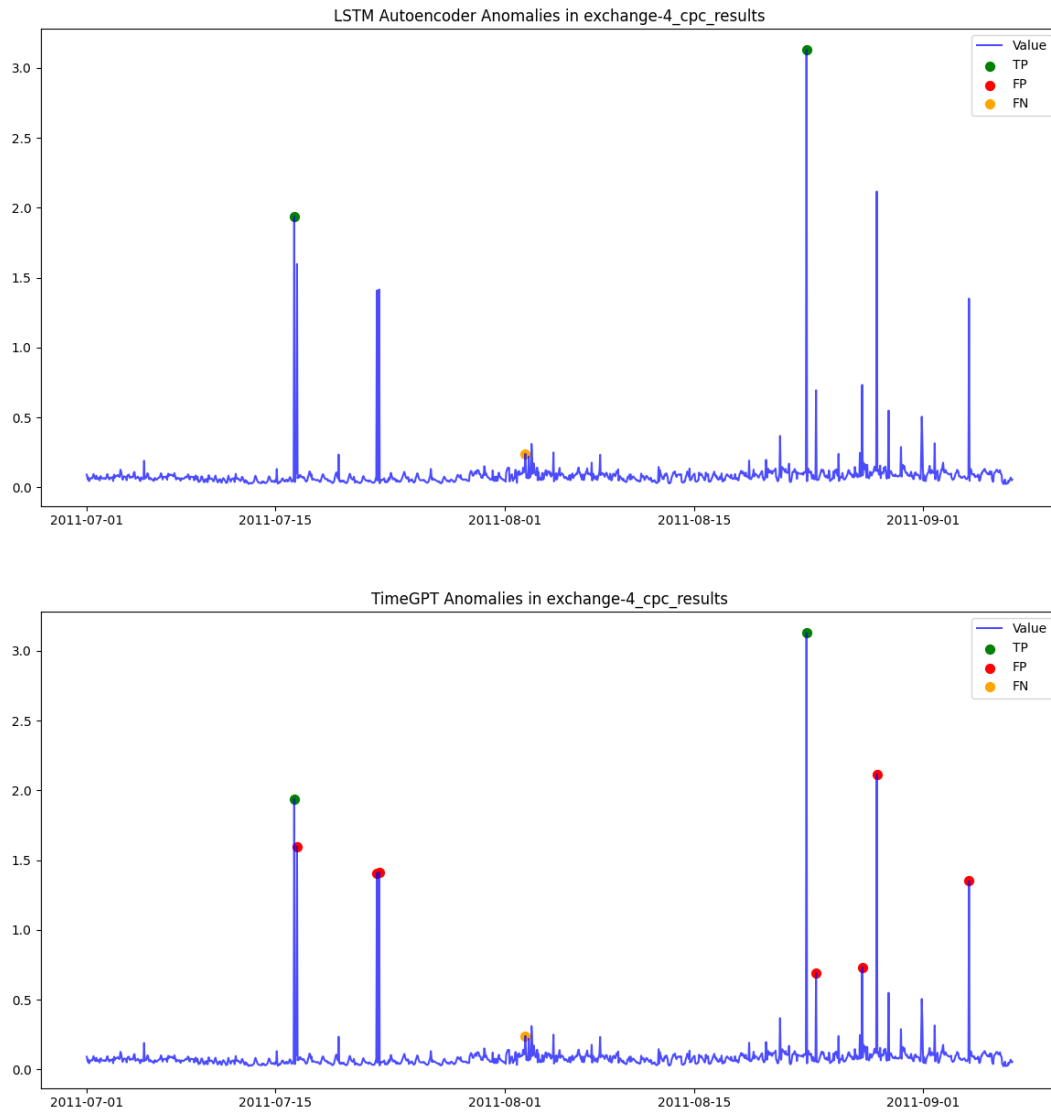 LSTM Autoencoder Anomalies in exchange-4_cpc_results
Value
TP
FP
FN
3.0
2.5
2.0
1.5
1.0
0.5
0.0
2011-07-01
2011-07-15
2011-08-01
2011-08-15
2011-09-01
TimeGPT Anomalies in exchange-4_cpc_results
Value
TP
FP
FN
3.0
2.5
2.0
1.5
1.0
0.5
0.0
2011-07-01
2011-07-15
2011-08-01
2011-08-15
2011-09-01